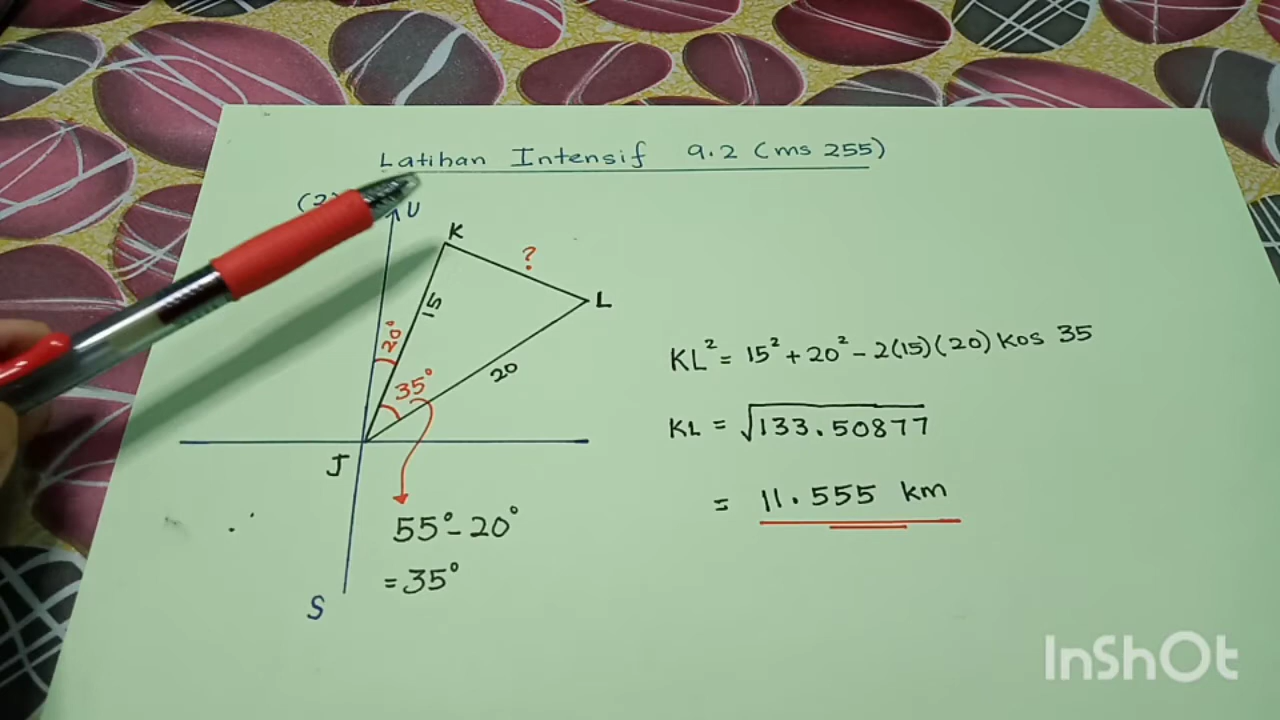 Latihan Intensif 9.2 (ms 255)
U
K
?
L
15
20°
35°
20
J
55° - 20°
= 35°
S
KL² = 15² + 20² - 2(15)(20) kos 35
KL = √133.50877
= 11.555 km
InShOt